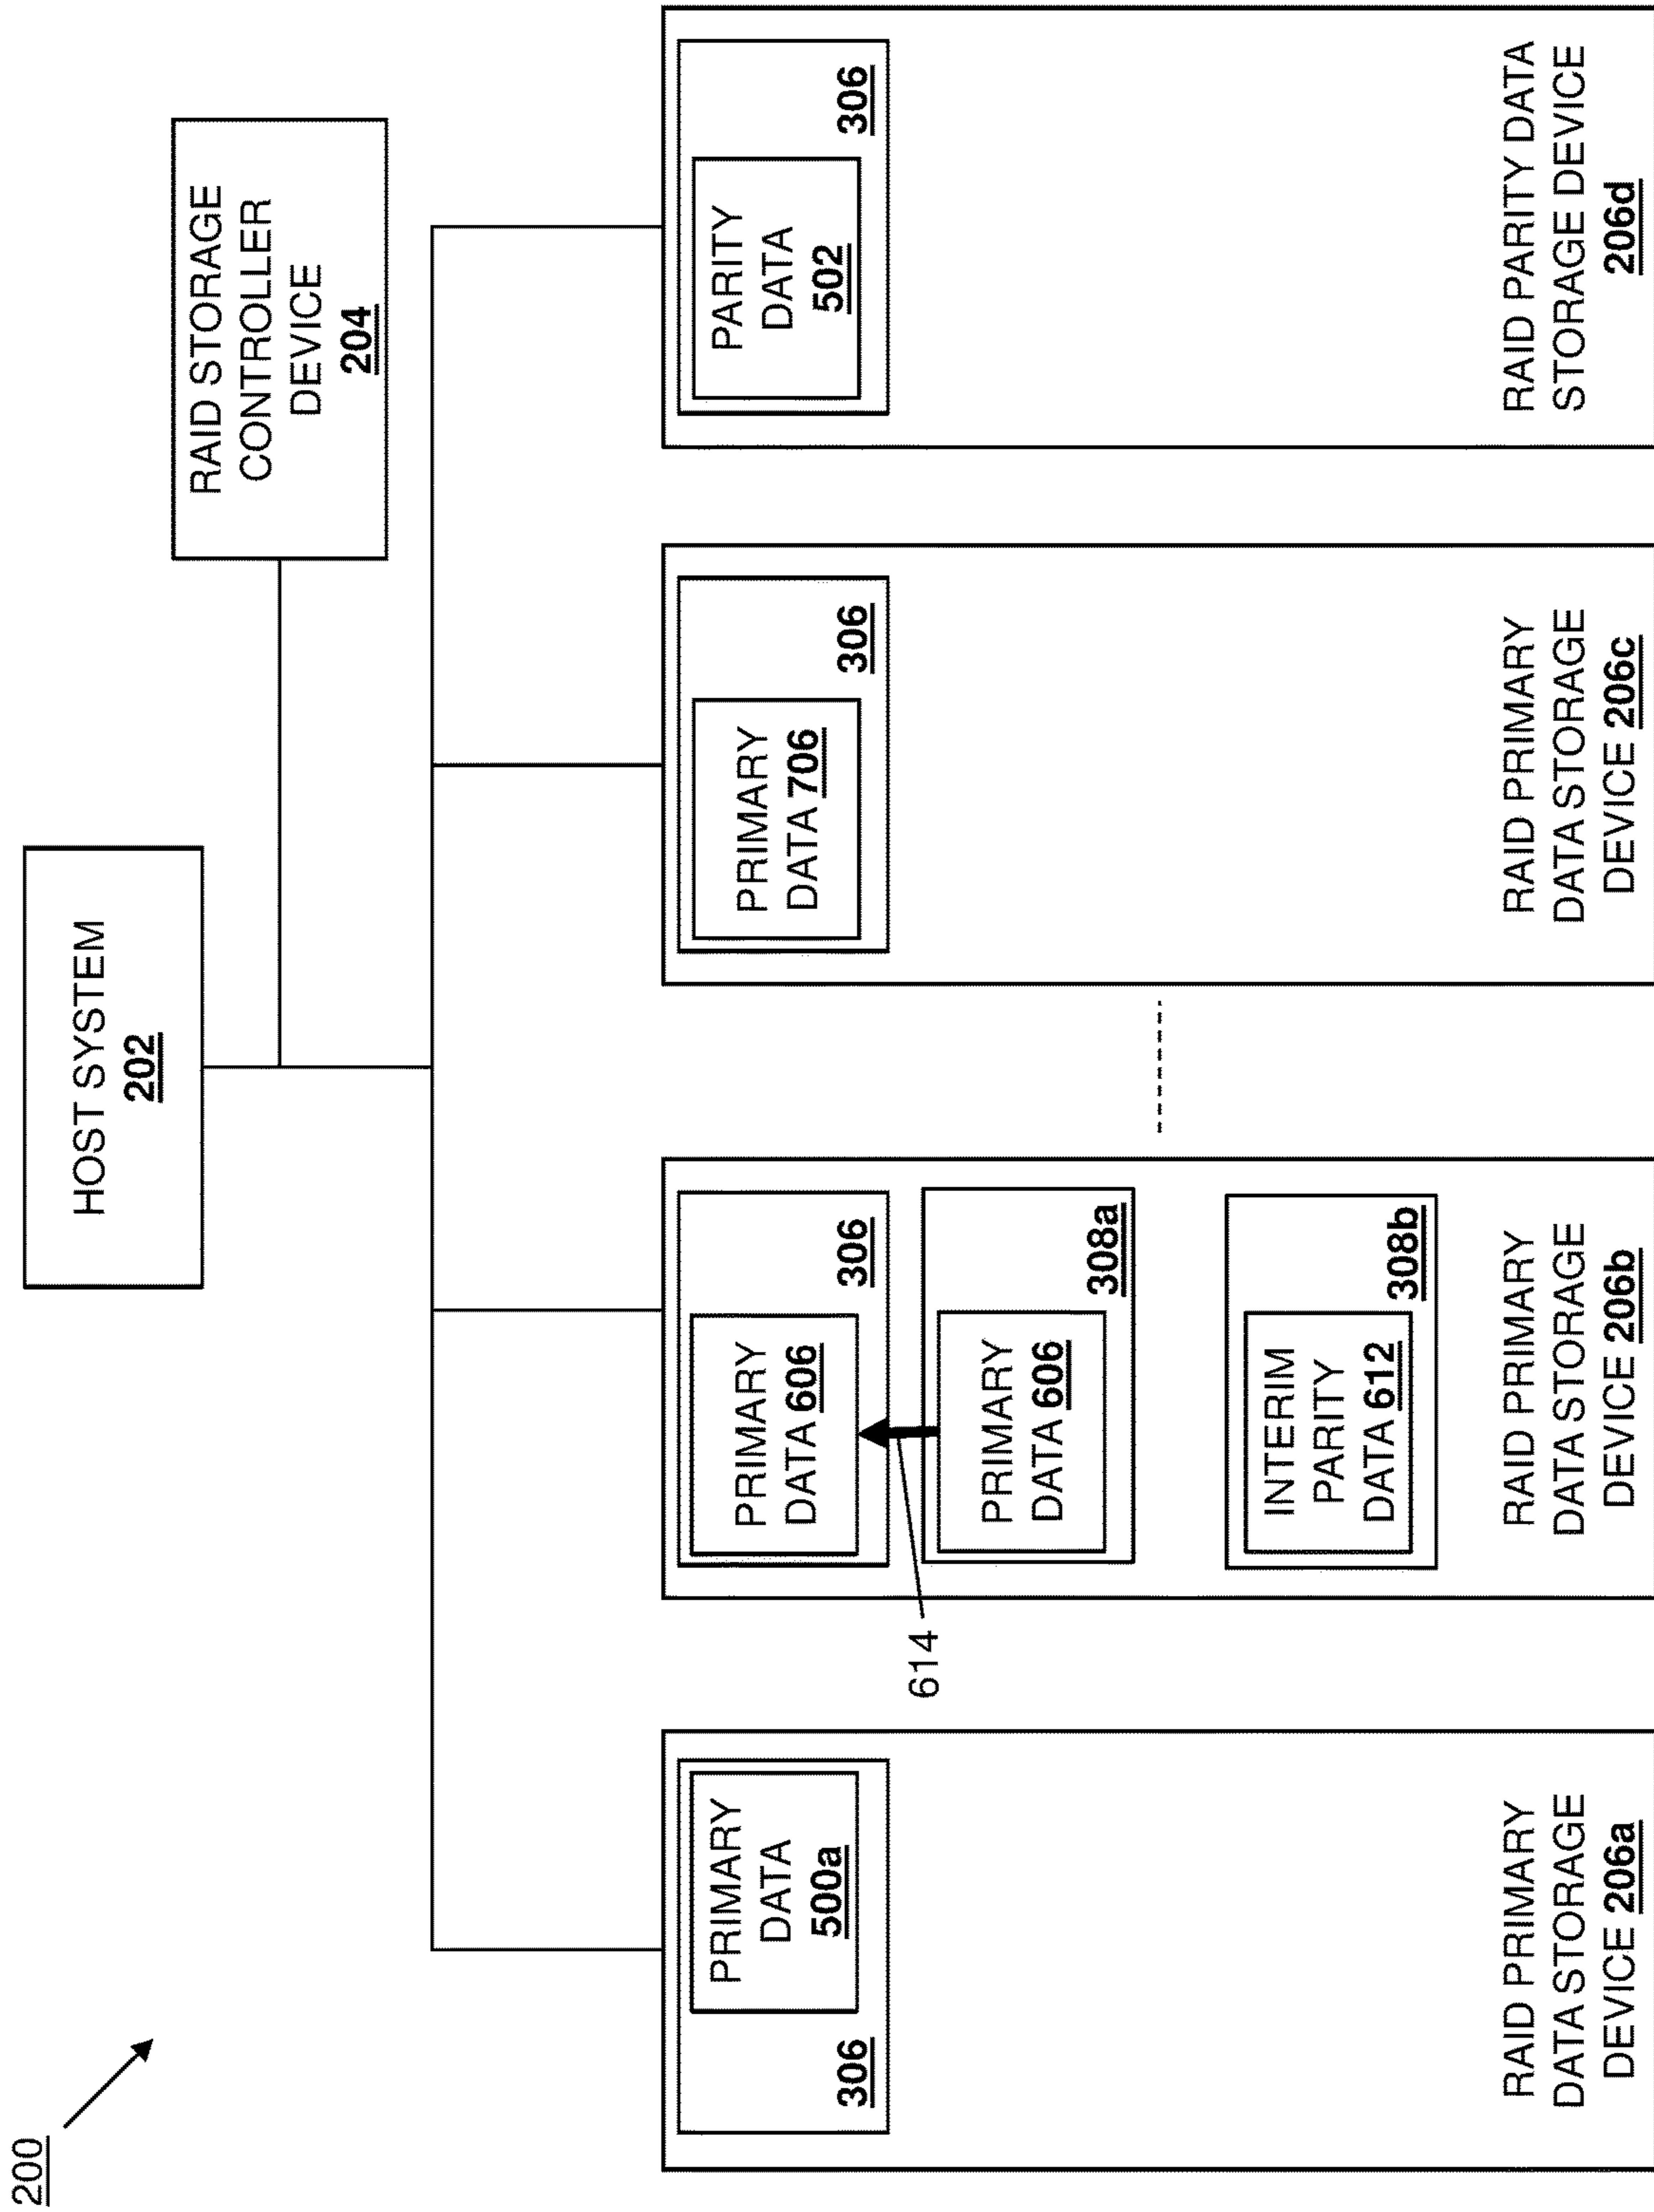 200
HOST SYSTEM
202
RAID STORAGE
CONTROLLER
DEVICE
204
306
PRIMARY
DATA
500a
RAID PRIMARY
DATA STORAGE
DEVICE 206a
614
PRIMARY
DATA 606
306
PRIMARY
DATA 606
308a
INTERIM
PARITY
DATA 612
308b
RAID PRIMARY
DATA STORAGE
DEVICE 206b
PRIMARY
DATA 706
306
RAID PRIMARY
DATA STORAGE
DEVICE 206c
PARITY
DATA
502
306
RAID PARITY DATA
STORAGE DEVICE
206d